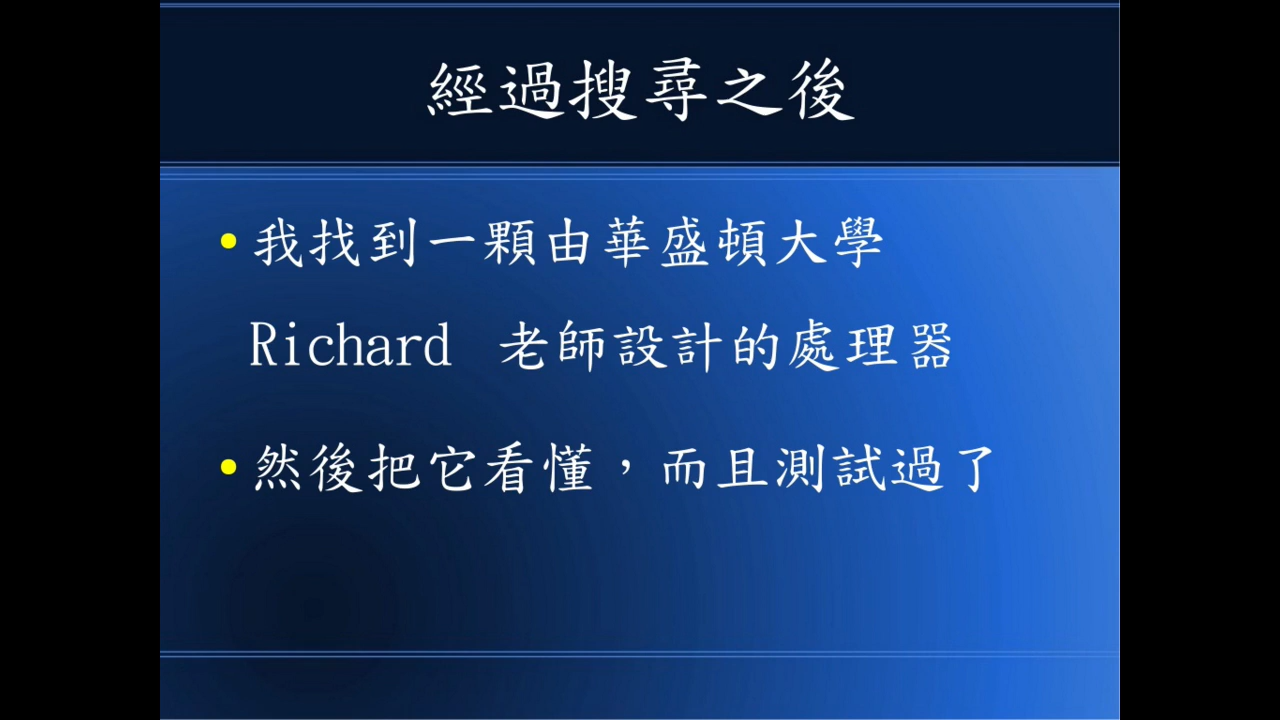 經過搜尋之後
•我找到一顆由華盛頓大學
Richard 老師設計的處理器
•然後把它看懂，而且測試過了